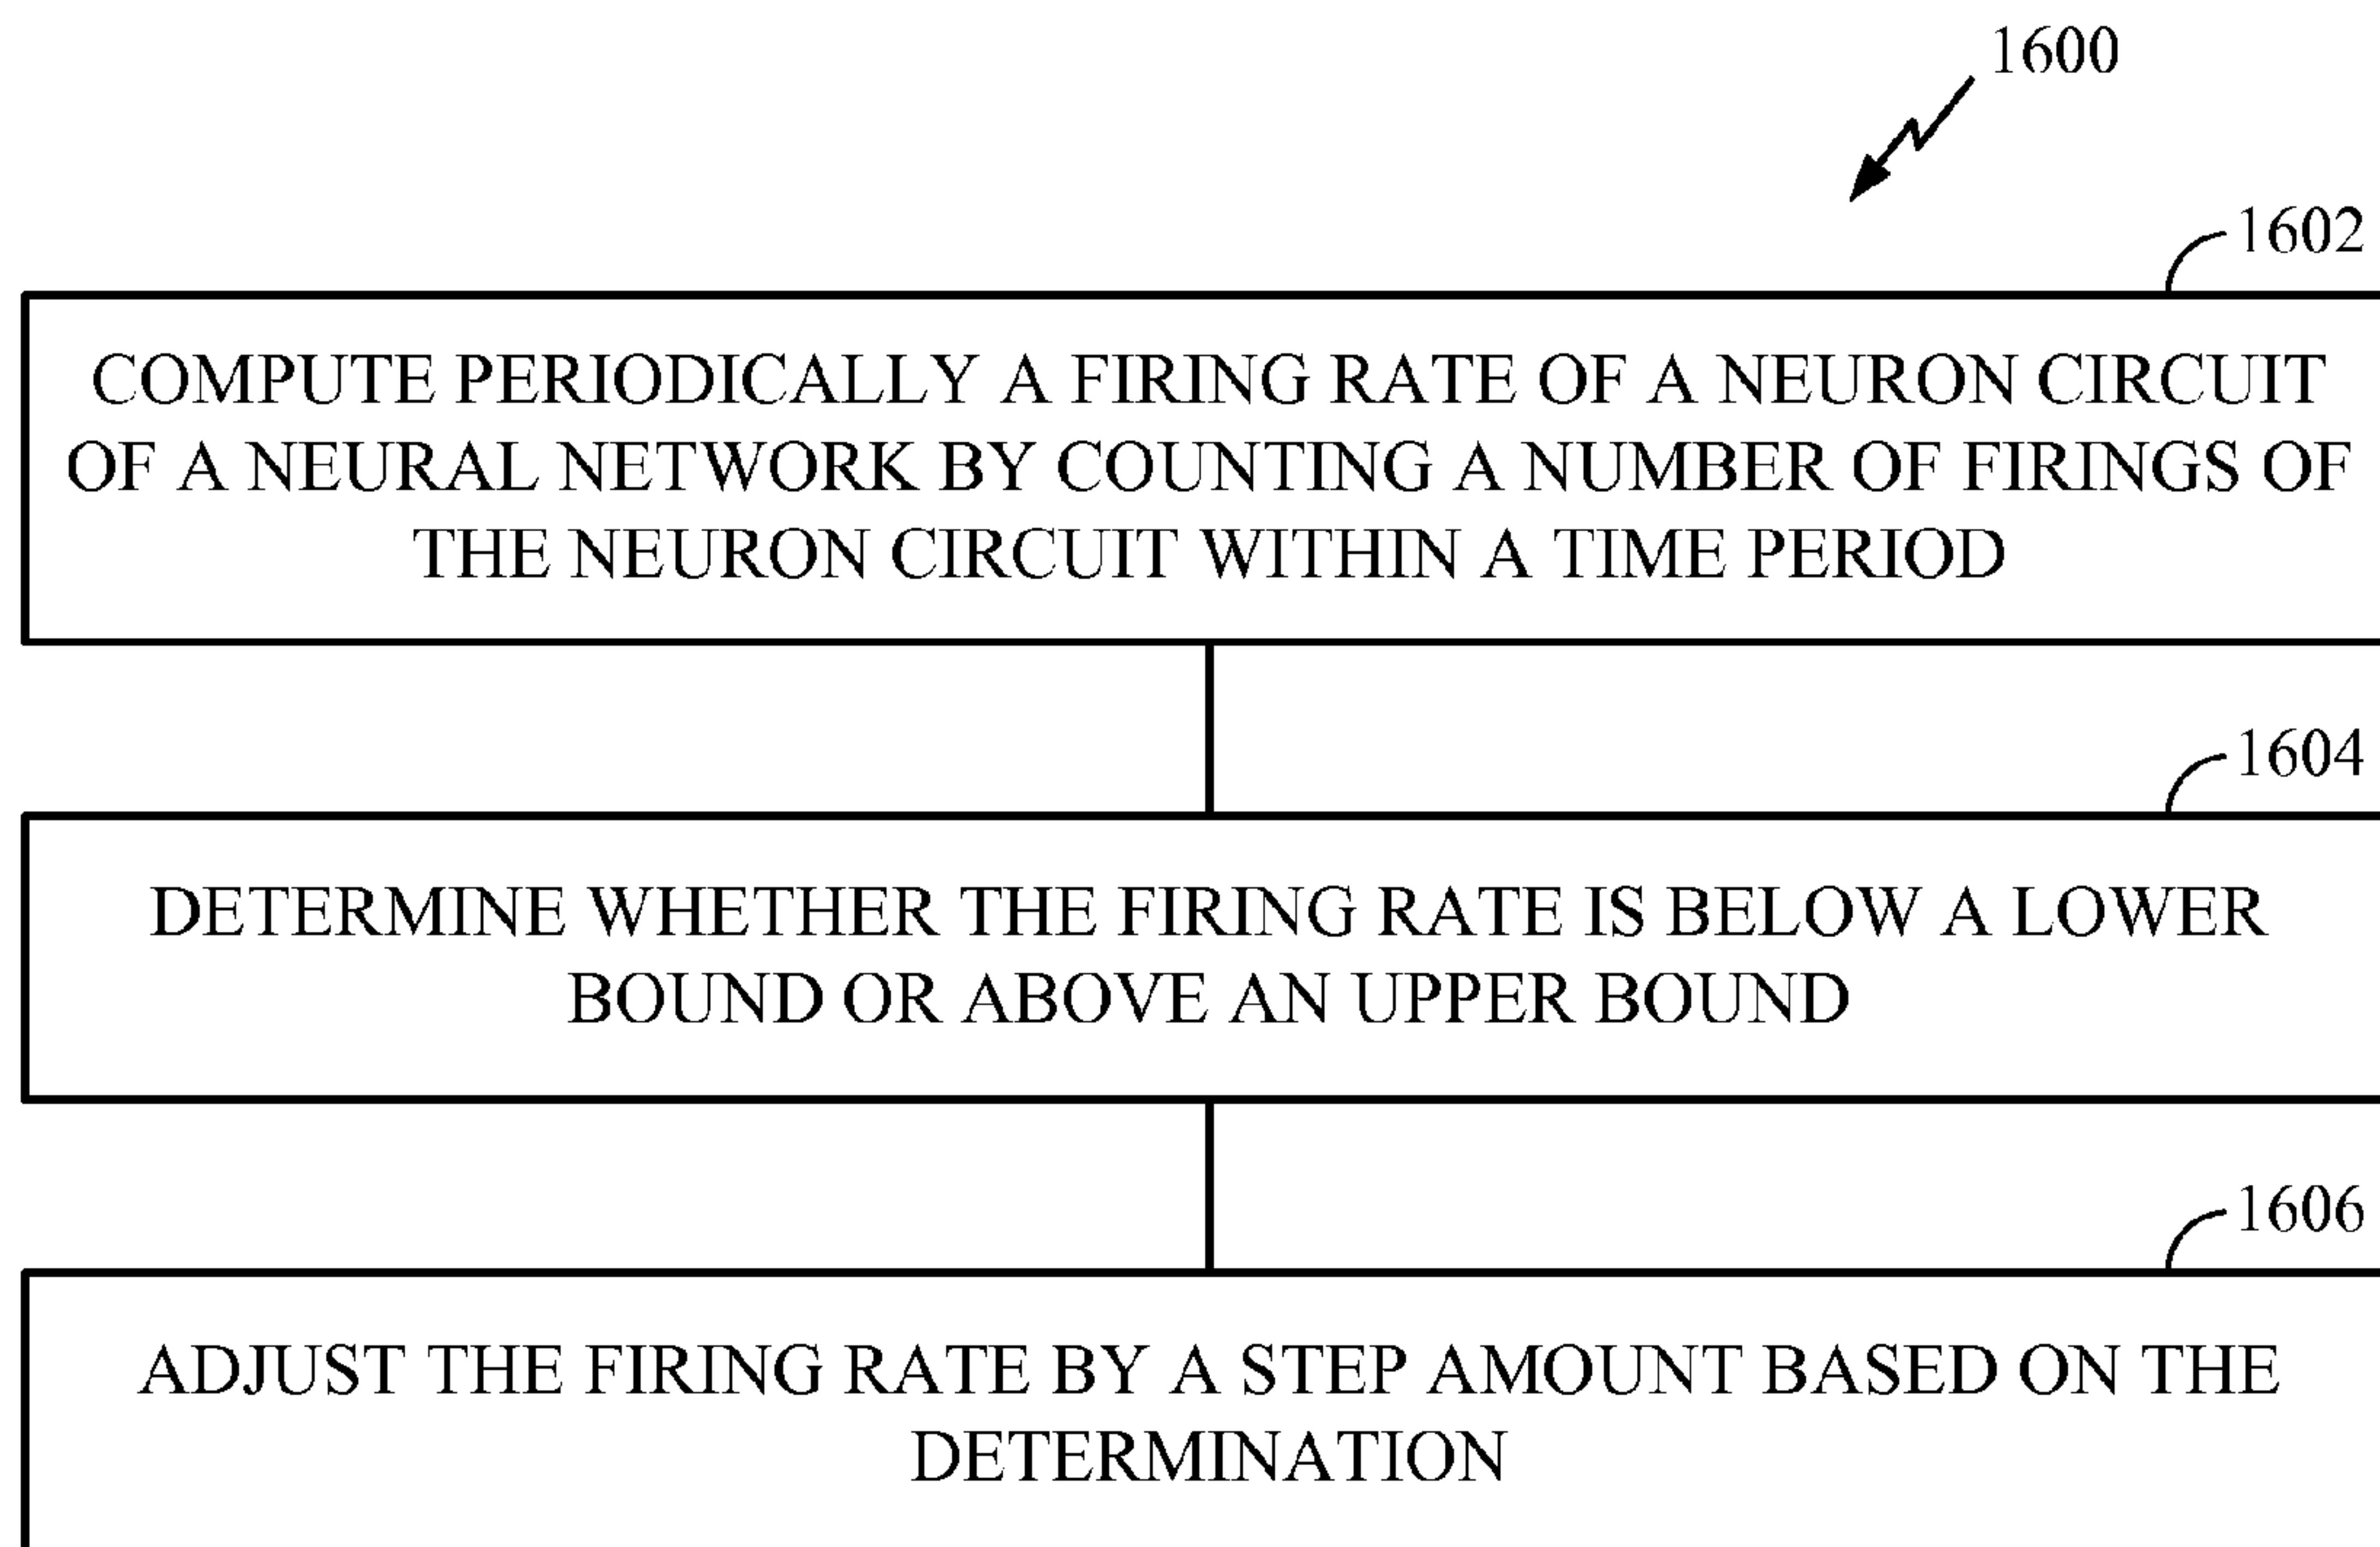 1600
1602
COMPUTE PERIODICALLY A FIRING RATE OF A NEURON CIRCUIT
OF A NEURAL NETWORK BY COUNTING A NUMBER OF FIRINGS OF
THE NEURON CIRCUIT WITHIN A TIME PERIOD
1604
DETERMINE WHETHER THE FIRING RATE IS BELOW A LOWER
BOUND OR ABOVE AN UPPER BOUND
1606
ADJUST THE FIRING RATE BY A STEP AMOUNT BASED ON THE
DETERMINATION